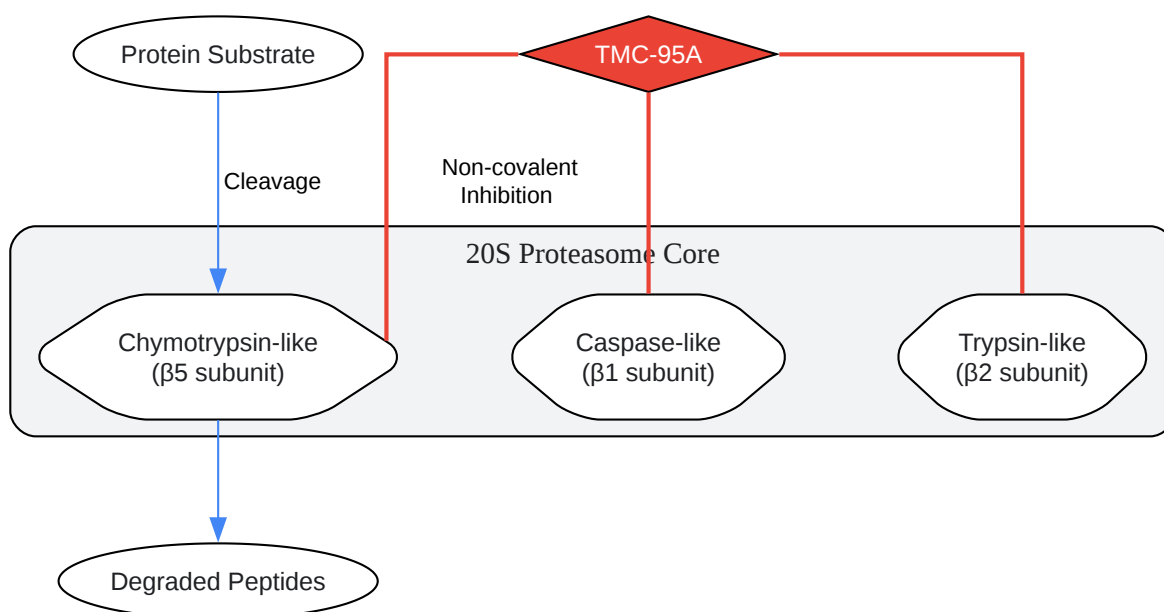 Protein Substrate
TMC-95A
Cleavage
Non-covalent
Inhibition
20S Proteasome Core
Chymotrypsin-like
(β5 subunit)
Caspase-like
(β1 subunit)
Trypsin-like
(β2 subunit)
Degraded Peptides